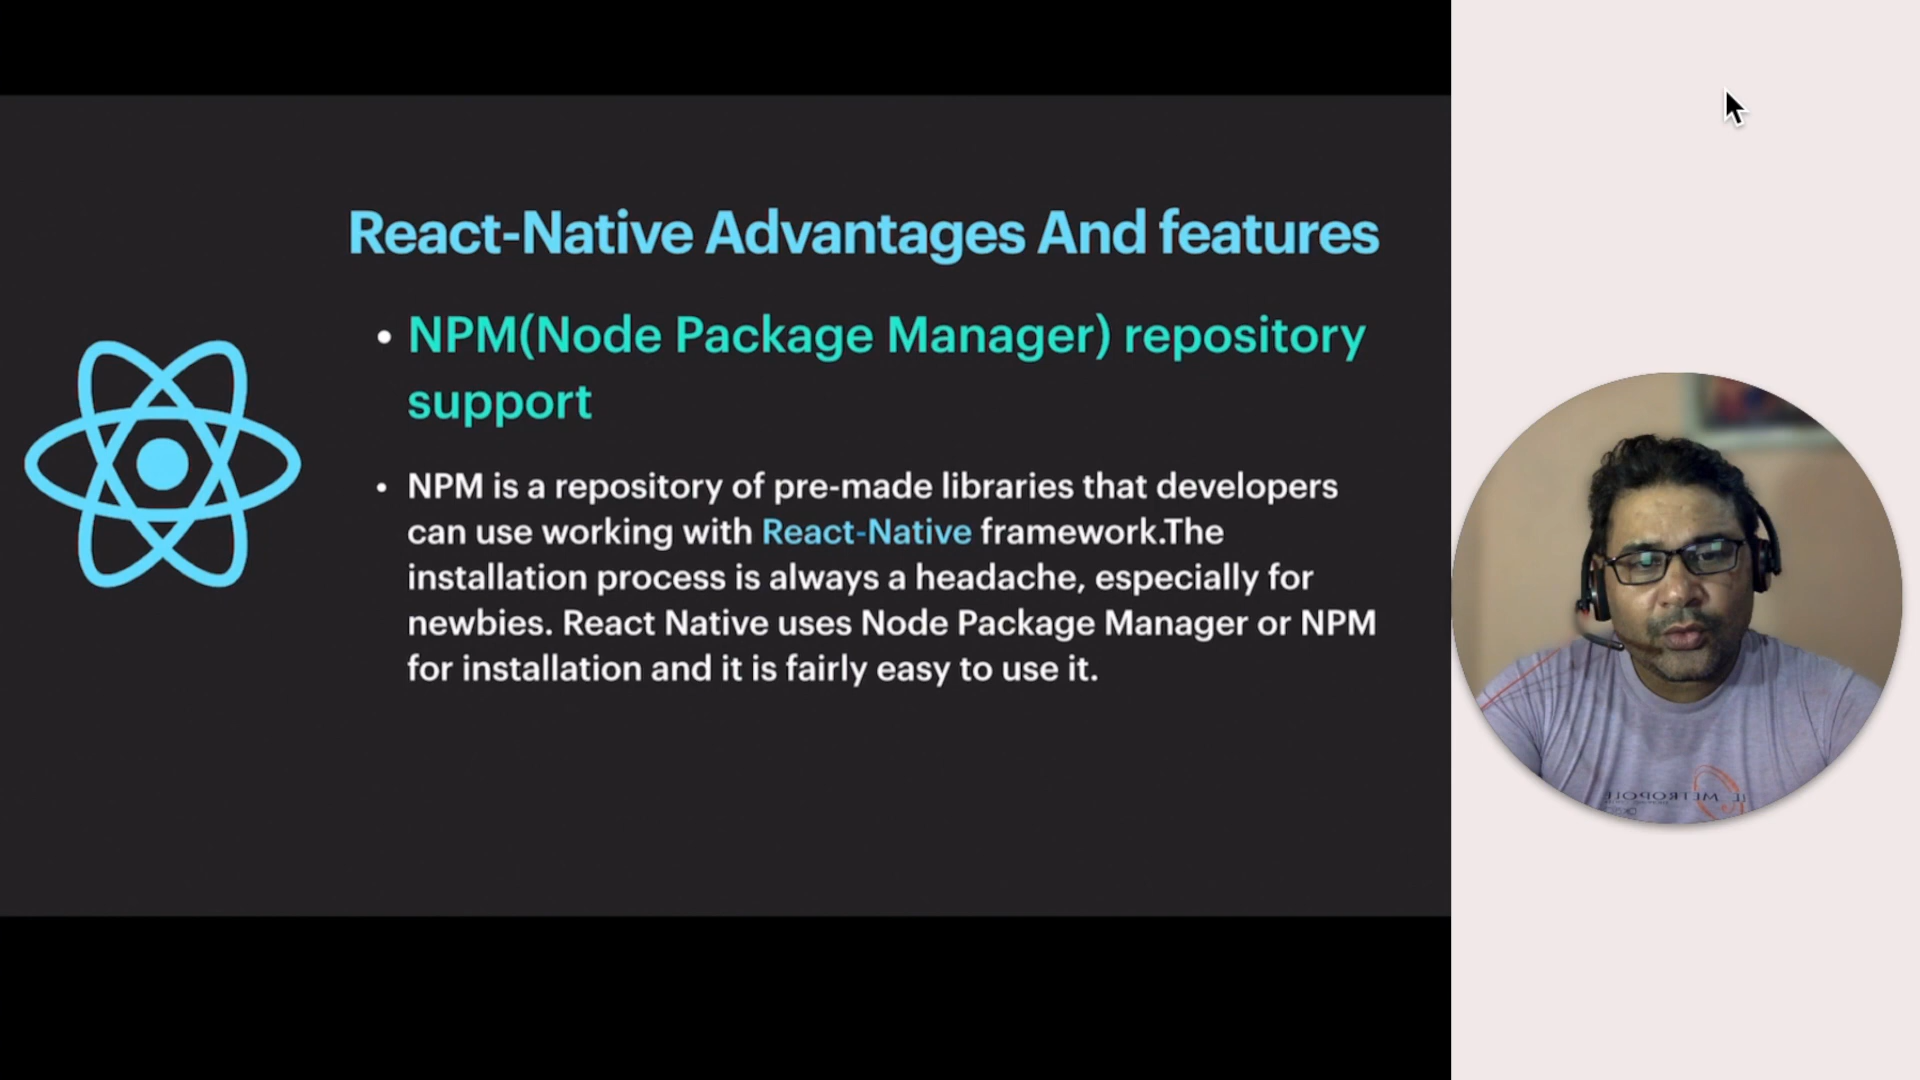 React-Native Advantages And features
• NPM(Node Package Manager) repository
support
• NPM is a repository of pre-made libraries that developers
can use working with React-Native framework.The
installation process is always a headache, especially for
newbies. React Native uses Node Package Manager or NPM
for installation and it is fairly easy to use it.
IL METROPOLE